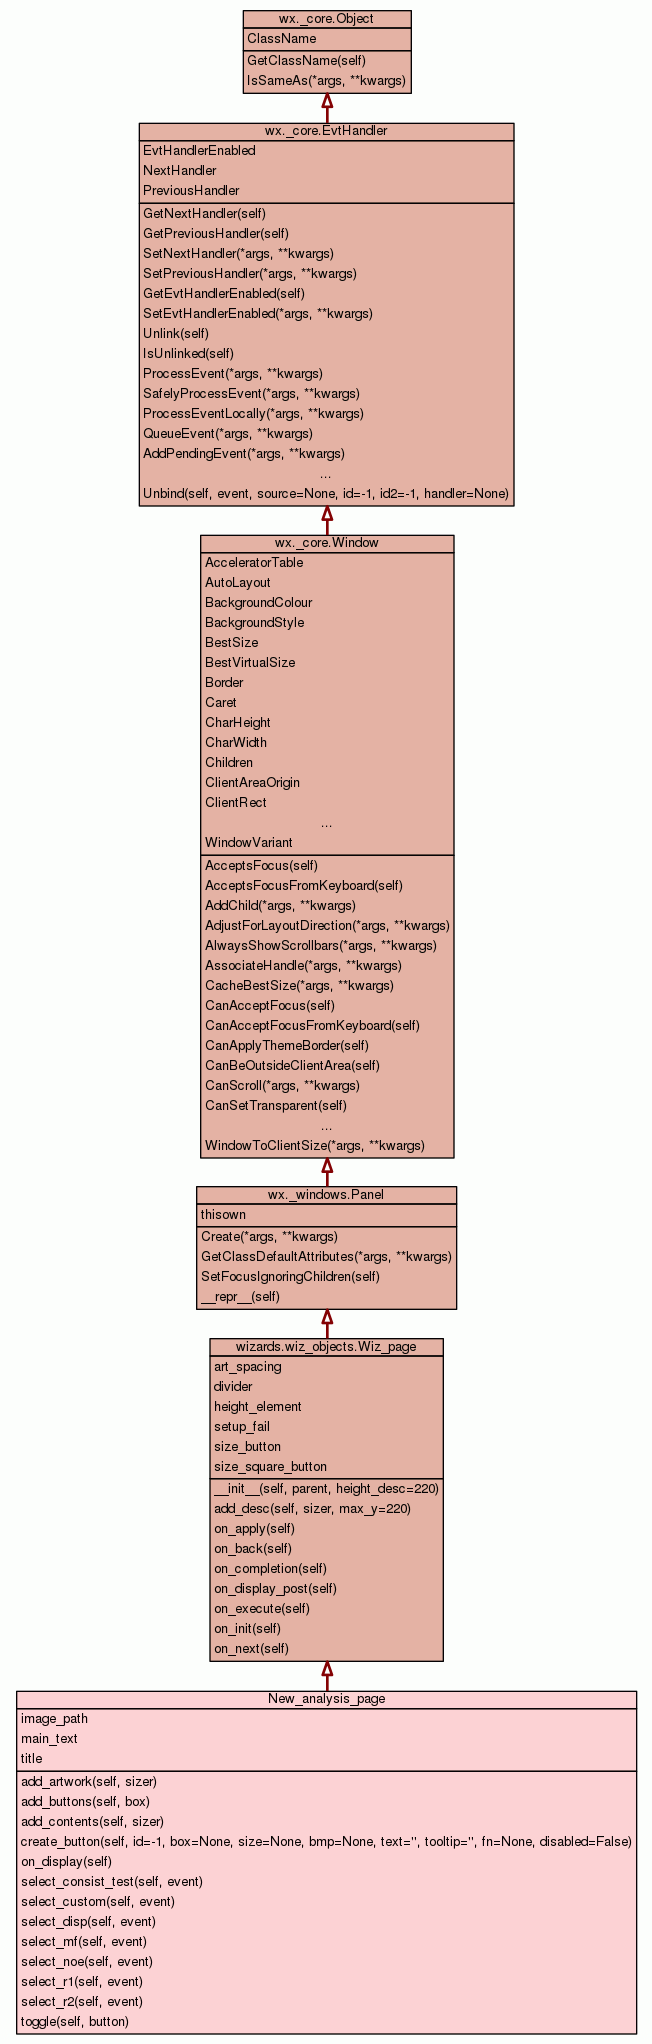 wx._core.Object
ClassName
GetClassName(self)
IsSameAs(*args, **kwargs)
wx._core.EvtHandler
EvtHandlerEnabled
NextHandler
PreviousHandler
GetNextHandler(self)
GetPreviousHandler(self)
SetNextHandler(*args, **kwargs)
SetPreviousHandler(*args, **kwargs)
GetEvtHandlerEnabled(self)
SetEvtHandlerEnabled(*args, **kwargs)
Unlink(self)
IsUnlinked(self)
ProcessEvent(*args, **kwargs)
SafelyProcessEvent(*args, **kwargs)
ProcessEventLocally(*args, **kwargs)
QueueEvent(*args, **kwargs)
AddPendingEvent(*args, **kwargs)
...
Unbind(self, event, source=None, id=-1, id2=-1, handler=None)
wx._core.Window
AcceleratorTable
AutoLayout
BackgroundColour
BackgroundStyle
BestSize
BestVirtualSize
Border
Caret
CharHeight
CharWidth
Children
ClientAreaOrigin
ClientRect
...
WindowVariant
AcceptsFocus(self)
AcceptsFocusFromKeyboard(self)
AddChild(*args, **kwargs)
AdjustForLayoutDirection(*args, **kwargs)
AlwaysShowScrollbars(*args, **kwargs)
AssociateHandle(*args, **kwargs)
CacheBestSize(*args, **kwargs)
CanAcceptFocus(self)
CanAcceptFocusFromKeyboard(self)
CanApplyThemeBorder(self)
CanBeOutsideClientArea(self)
CanScroll(*args, **kwargs)
CanSetTransparent(self)
...
WindowToClientSize(*args, **kwargs)
wx._windows.Panel
thisown
Create(*args, **kwargs)
GetClassDefaultAttributes(*args, **kwargs)
SetFocusIgnoringChildren(self)
__repr__(self)
wizards.wiz_objects.Wiz_page
art_spacing
divider
height_element
setup_fail
size_button
size_square_button
__init__(self, parent, height_desc=220)
add_desc(self, sizer, max_y=220)
on_apply(self)
on_back(self)
on_completion(self)
on_display_post(self)
on_execute(self)
on_init(self)
on_next(self)
New_analysis_page
image_path
main_text
title
add_artwork(self, sizer)
add_buttons(self, box)
add_contents(self, sizer)
create_button(self, id=-1, box=None, size=None, bmp=None, text='', tooltip='', fn=None, disabled=False)
on_display(self)
select_consist_test(self, event)
select_custom(self, event)
select_disp(self, event)
select_mf(self, event)
select_noe(self, event)
select_r1(self, event)
select_r2(self, event)
toggle(self, button)